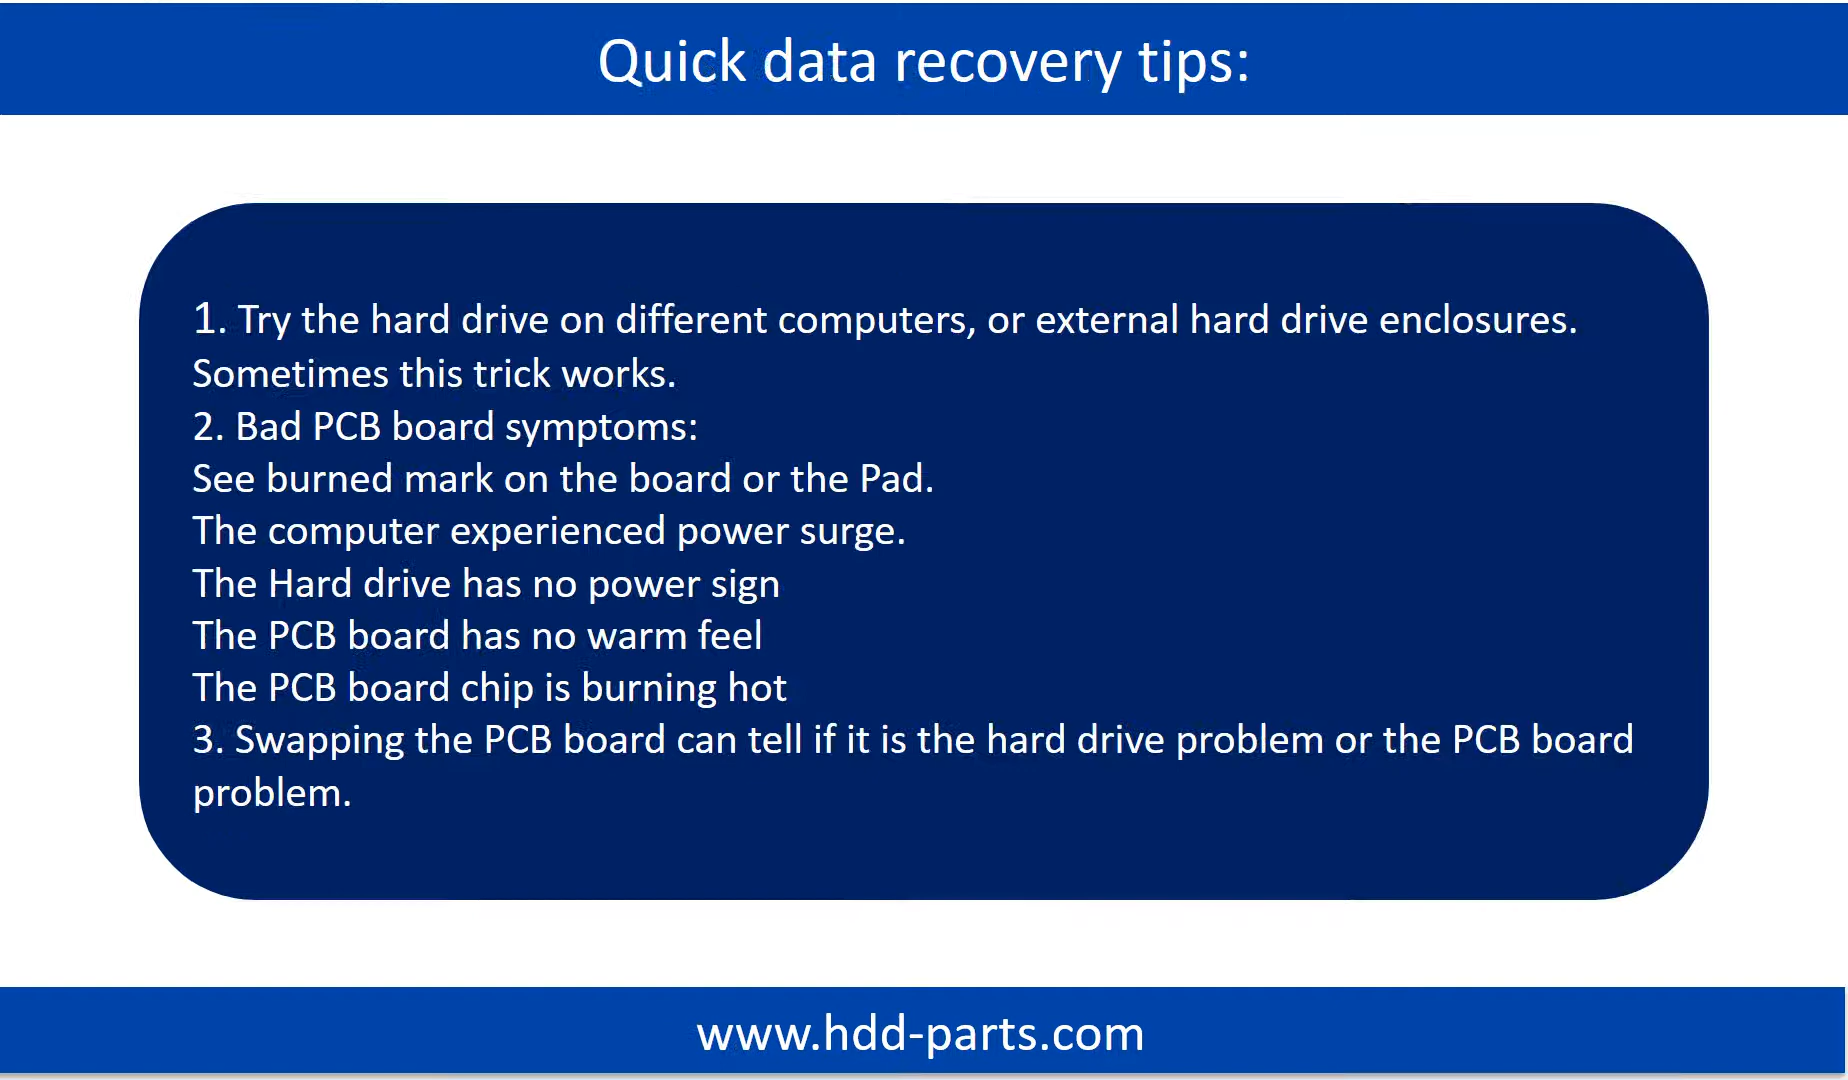 Quick data recovery tips:
1. Try the hard drive on different computers, or external hard drive enclosures.
Sometimes this trick works.
2. Bad PCB board symptoms:
See burned mark on the board or the Pad.
The computer experienced power surge.
The Hard drive has no power sign
The PCB board has no warm feel
The PCB board chip is burning hot
3. Swapping the PCB board can tell if it is the hard drive problem or the PCB board
problem.
www.hdd-parts.com